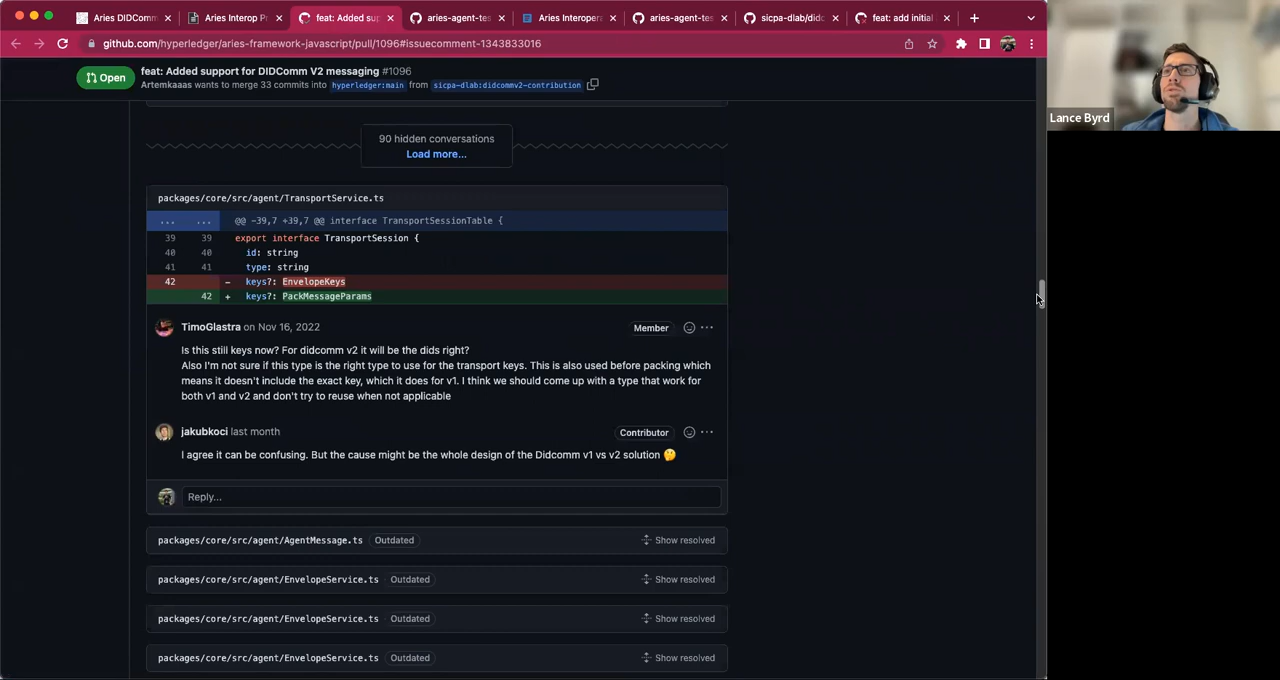 Aries DIDComm
Aries Interop P
feat: Added sup
aries-agent-tes
Aries Interopera
aries-agent-tes
sicpa-dlab/didc
feat: add initial
github.com/hyperledger/aries-framework-javascript/pull/1096#issuecomment-1343833016
Open
feat: Added support for DIDComm V2 messaging #1096
Artemkaaas wants to merge 33 commits into hyperledger:main from sicpa-dlab:didcommv2-contribution
Lance Byrd
90 hidden conversations
Load more...
packages/core/src/agent/TransportService.ts
... ... @@ -39,7 +39,7 @@ interface TransportSessionTable {
39 39 export interface TransportSession {
40 40 id: string
41 41 type: string
42 - keys?: EnvelopeKeys
42 + keys?: PackMessageParams
TimoGlastra on Nov 16, 2022
Member
Is this still keys now? For didcomm v2 it will be the dids right?
Also I'm not sure if this type is the right type to use for the transport keys. This is also used before packing which
means it doesn't include the exact key, which it does for v1. I think we should come up with a type that work for
both v1 and v2 and don't try to reuse when not applicable
jakubkoci last month
Contributor
I agree it can be confusing. But the cause might be the whole design of the Didcomm v1 vs v2 solution 🤔
Reply...
packages/core/src/agent/AgentMessage.ts Outdated Show resolved
packages/core/src/agent/EnvelopeService.ts Outdated Show resolved
packages/core/src/agent/EnvelopeService.ts Outdated Show resolved
packages/core/src/agent/EnvelopeService.ts Outdated Show resolved